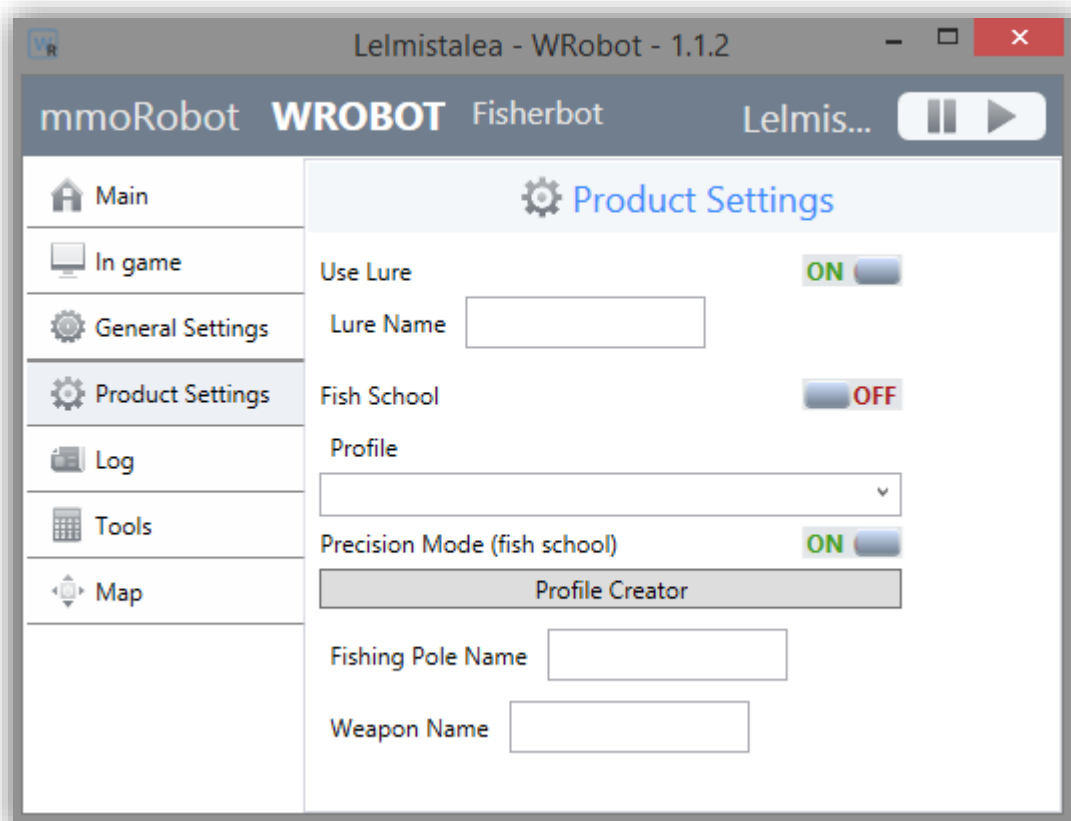 WR
Lelmistalea - WRobot - 1.1.2
mmoRobot WROBOT Fisherbot Lelmis...
Main
In game
General Settings
Product Settings
Log
Tools
Map
Product Settings
Use Lure ON
Lure Name
Fish School OFF
Profile
Precision Mode (fish school) ON
Profile Creator
Fishing Pole Name
Weapon Name